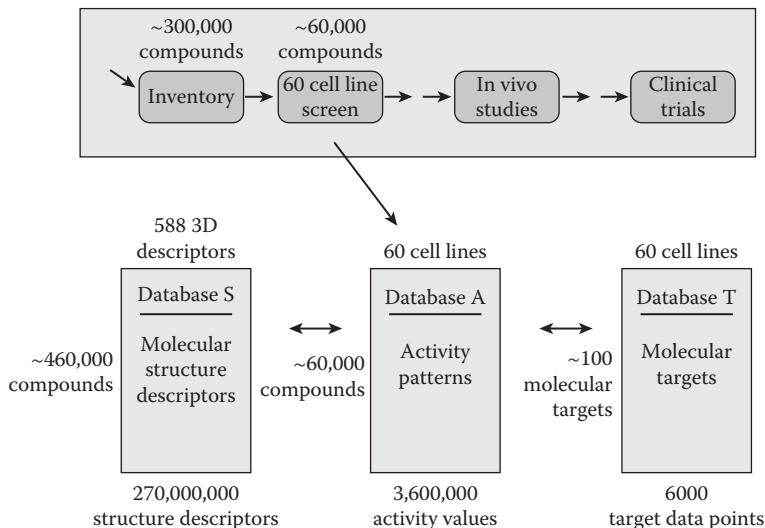 ~300,000
compounds
~60,000
compounds
Inventory
60 cell line
screen
In vivo
studies
Clinical
trials
588 3D
descriptors
60 cell lines
60 cell lines
Database S
Molecular
structure
descriptors
~460,000
compounds
Database A
Activity
patterns
~60,000
compounds
Database T
Molecular
targets
~100
molecular
targets
270,000,000
structure descriptors
3,600,000
activity values
6000
target data points